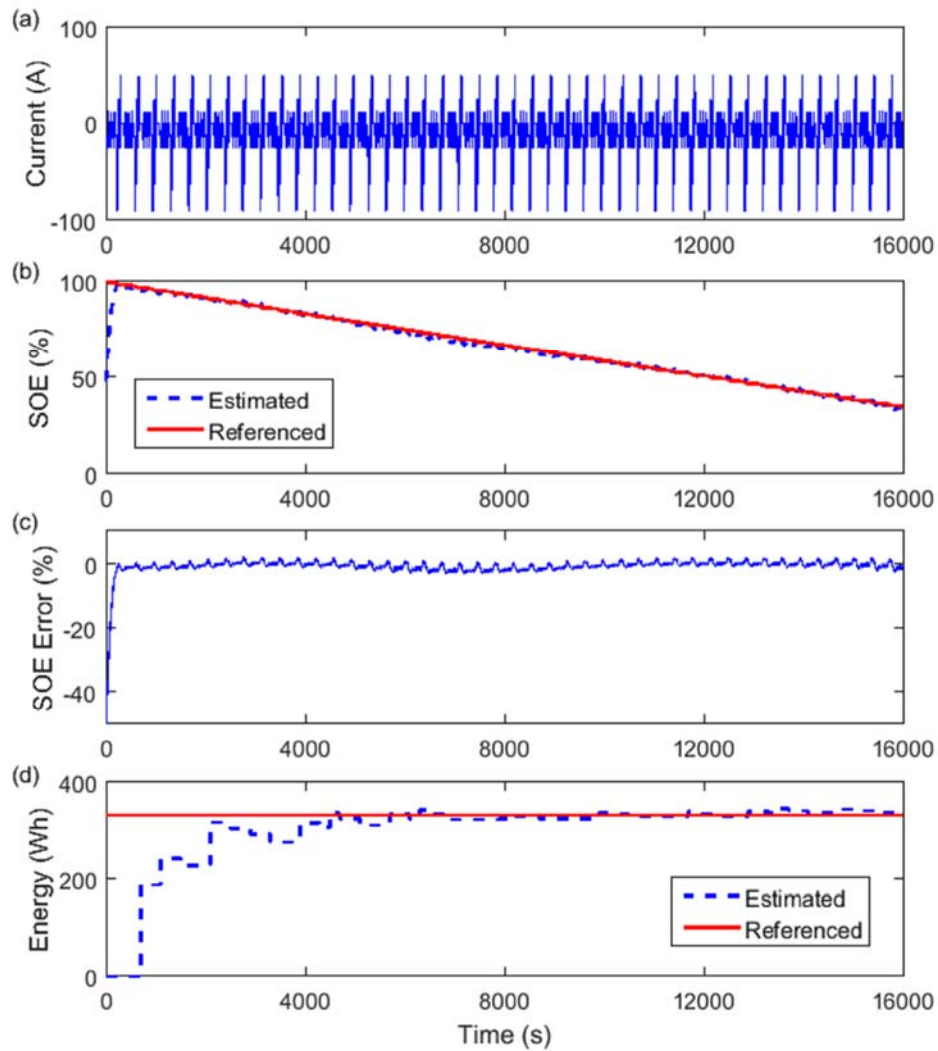 (a)
100
0
-100
Current (A)
0 4000 8000 12000 16000
(b)
100
50
0
SOE (%)
Estimated
Referenced
0 4000 8000 12000 16000
(c)
0
-20
-40
SOE Error (%)
0 4000 8000 12000 16000
(d)
400
200
0
Energy (Wh)
Estimated
Referenced
0 4000 8000 12000 16000
Time (s)